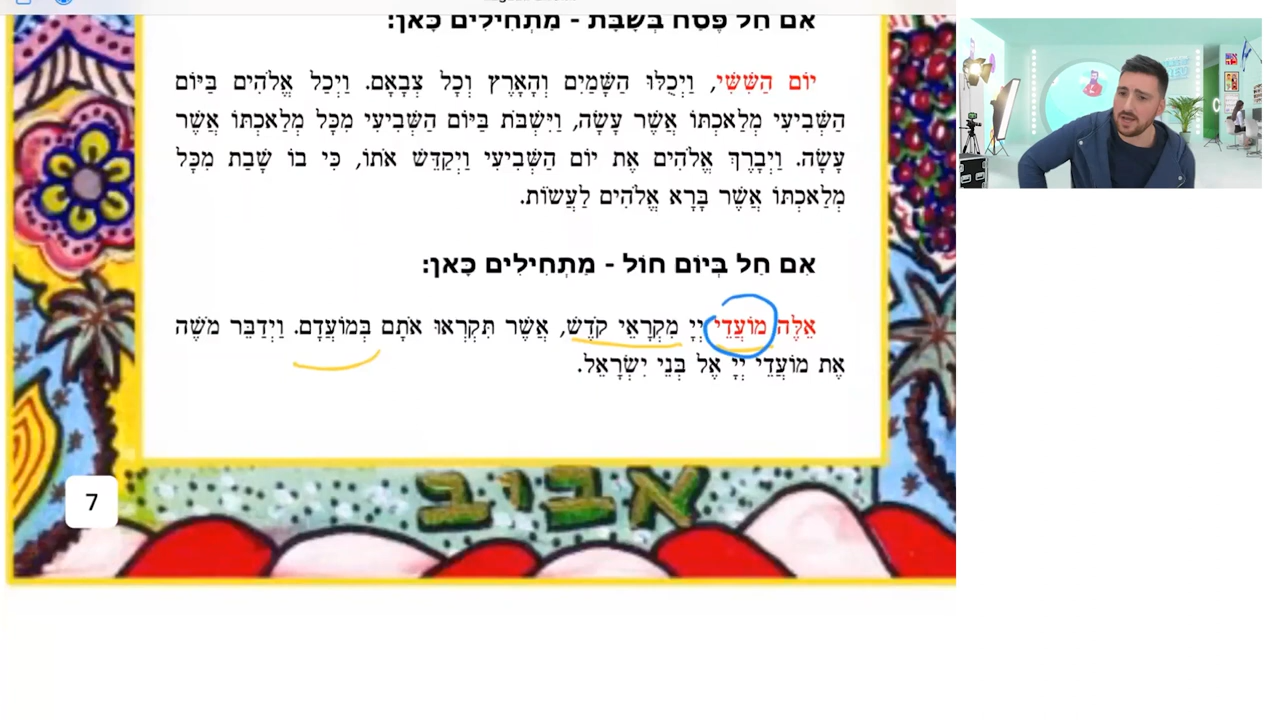 אִם חַל פֶּסַח בְּשַׁבָּת - מַתְחִילִים כָּאן:
יוֹם הַשִּׁשִּׁי, וַיְכֻלּוּ הַשָּׁמַיִם וְהָאָרֶץ וְכָל צְבָאָם. וַיְכַל אֱלֹהִים בַּיּוֹם
הַשְּׁבִיעִי מְלַאכְתּוֹ אֲשֶׁר עָשָׂה, וַיִּשְׁבֹּת בַּיּוֹם הַשְּׁבִיעִי מִכָּל מְלַאכְתּוֹ אֲשֶׁר
עָשָׂה. וַיְבָרֶךְ אֱלֹהִים אֶת יוֹם הַשְּׁבִיעִי וַיְקַדֵּשׁ אֹתוֹ, כִּי בוֹ שָׁבַת מִכָּל
מְלַאכְתּוֹ אֲשֶׁר בָּרָא אֱלֹהִים לַעֲשׂוֹת.
אִם חַל בְּיוֹם חוֹל - מַתְחִילִים כָּאן:
אֵלֶּה מוֹעֲדֵי יְיָ מִקְרָאֵי קֹדֶשׁ, אֲשֶׁר תִּקְרְאוּ אֹתָם בְּמוֹעֲדָם. וַיְדַבֵּר מֹשֶׁה
אֶת מוֹעֲדֵי יְיָ אֶל בְּנֵי יִשְׂרָאֵל.
אביב
7